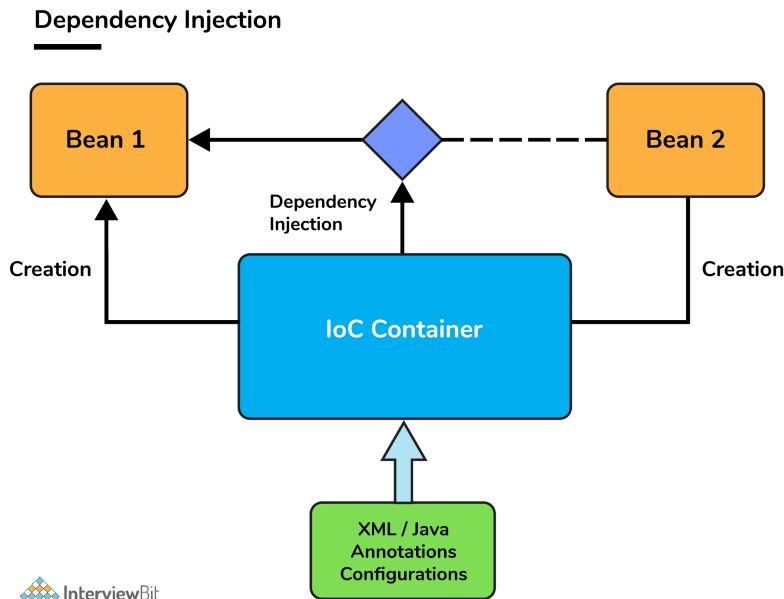 Dependency Injection
Bean 1
Bean 2
Dependency
Injection
Creation
Creation
IoC Container
XML / Java
Annotations
Configurations
InterviewBit